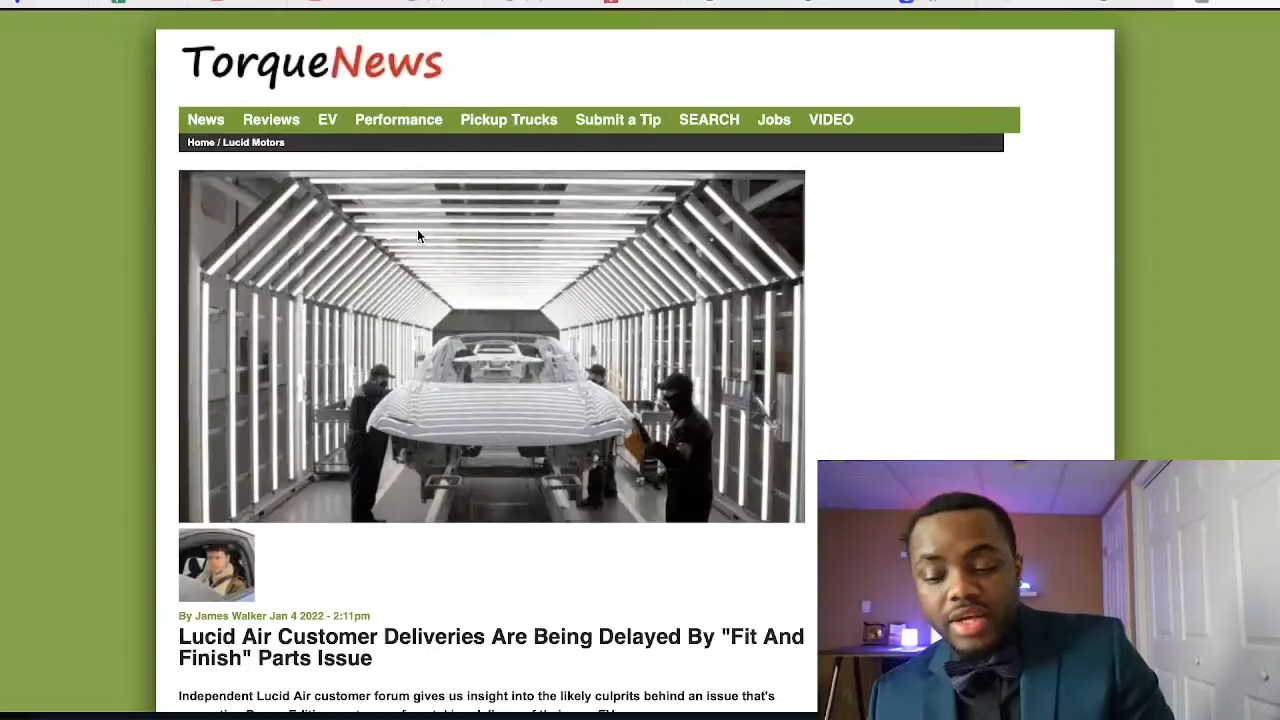 TorqueNews
News Reviews EV Performance Pickup Trucks Submit a Tip SEARCH Jobs VIDEO
Home / Lucid Motors
By James Walker Jan 4 2022 - 2:11pm
Lucid Air Customer Deliveries Are Being Delayed By "Fit And
Finish" Parts Issue
Independent Lucid Air customer forum gives us insight into the likely culprits behind an issue that's